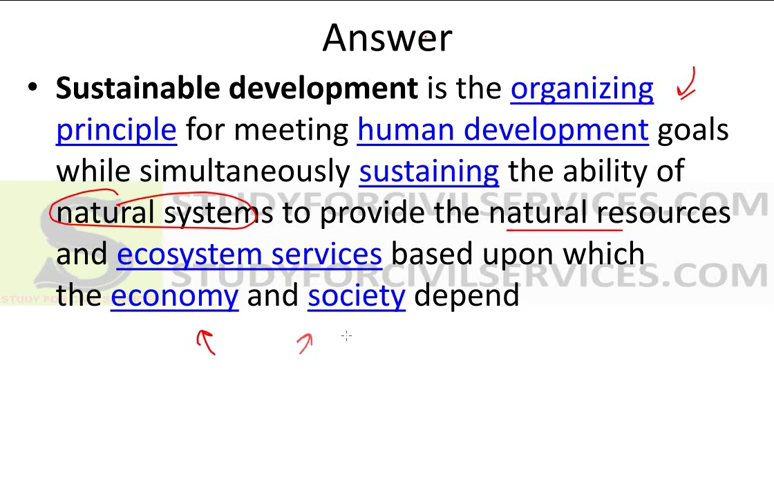 Answer
• Sustainable development is the organizing
principle for meeting human development goals
while simultaneously sustaining the ability of
STUDYFORCIVILSERVICES.COM
natural systems to provide the natural resources
and ecosystem services based upon which
STUDYFORCIVILSERVICES.COM
the economy and society depend